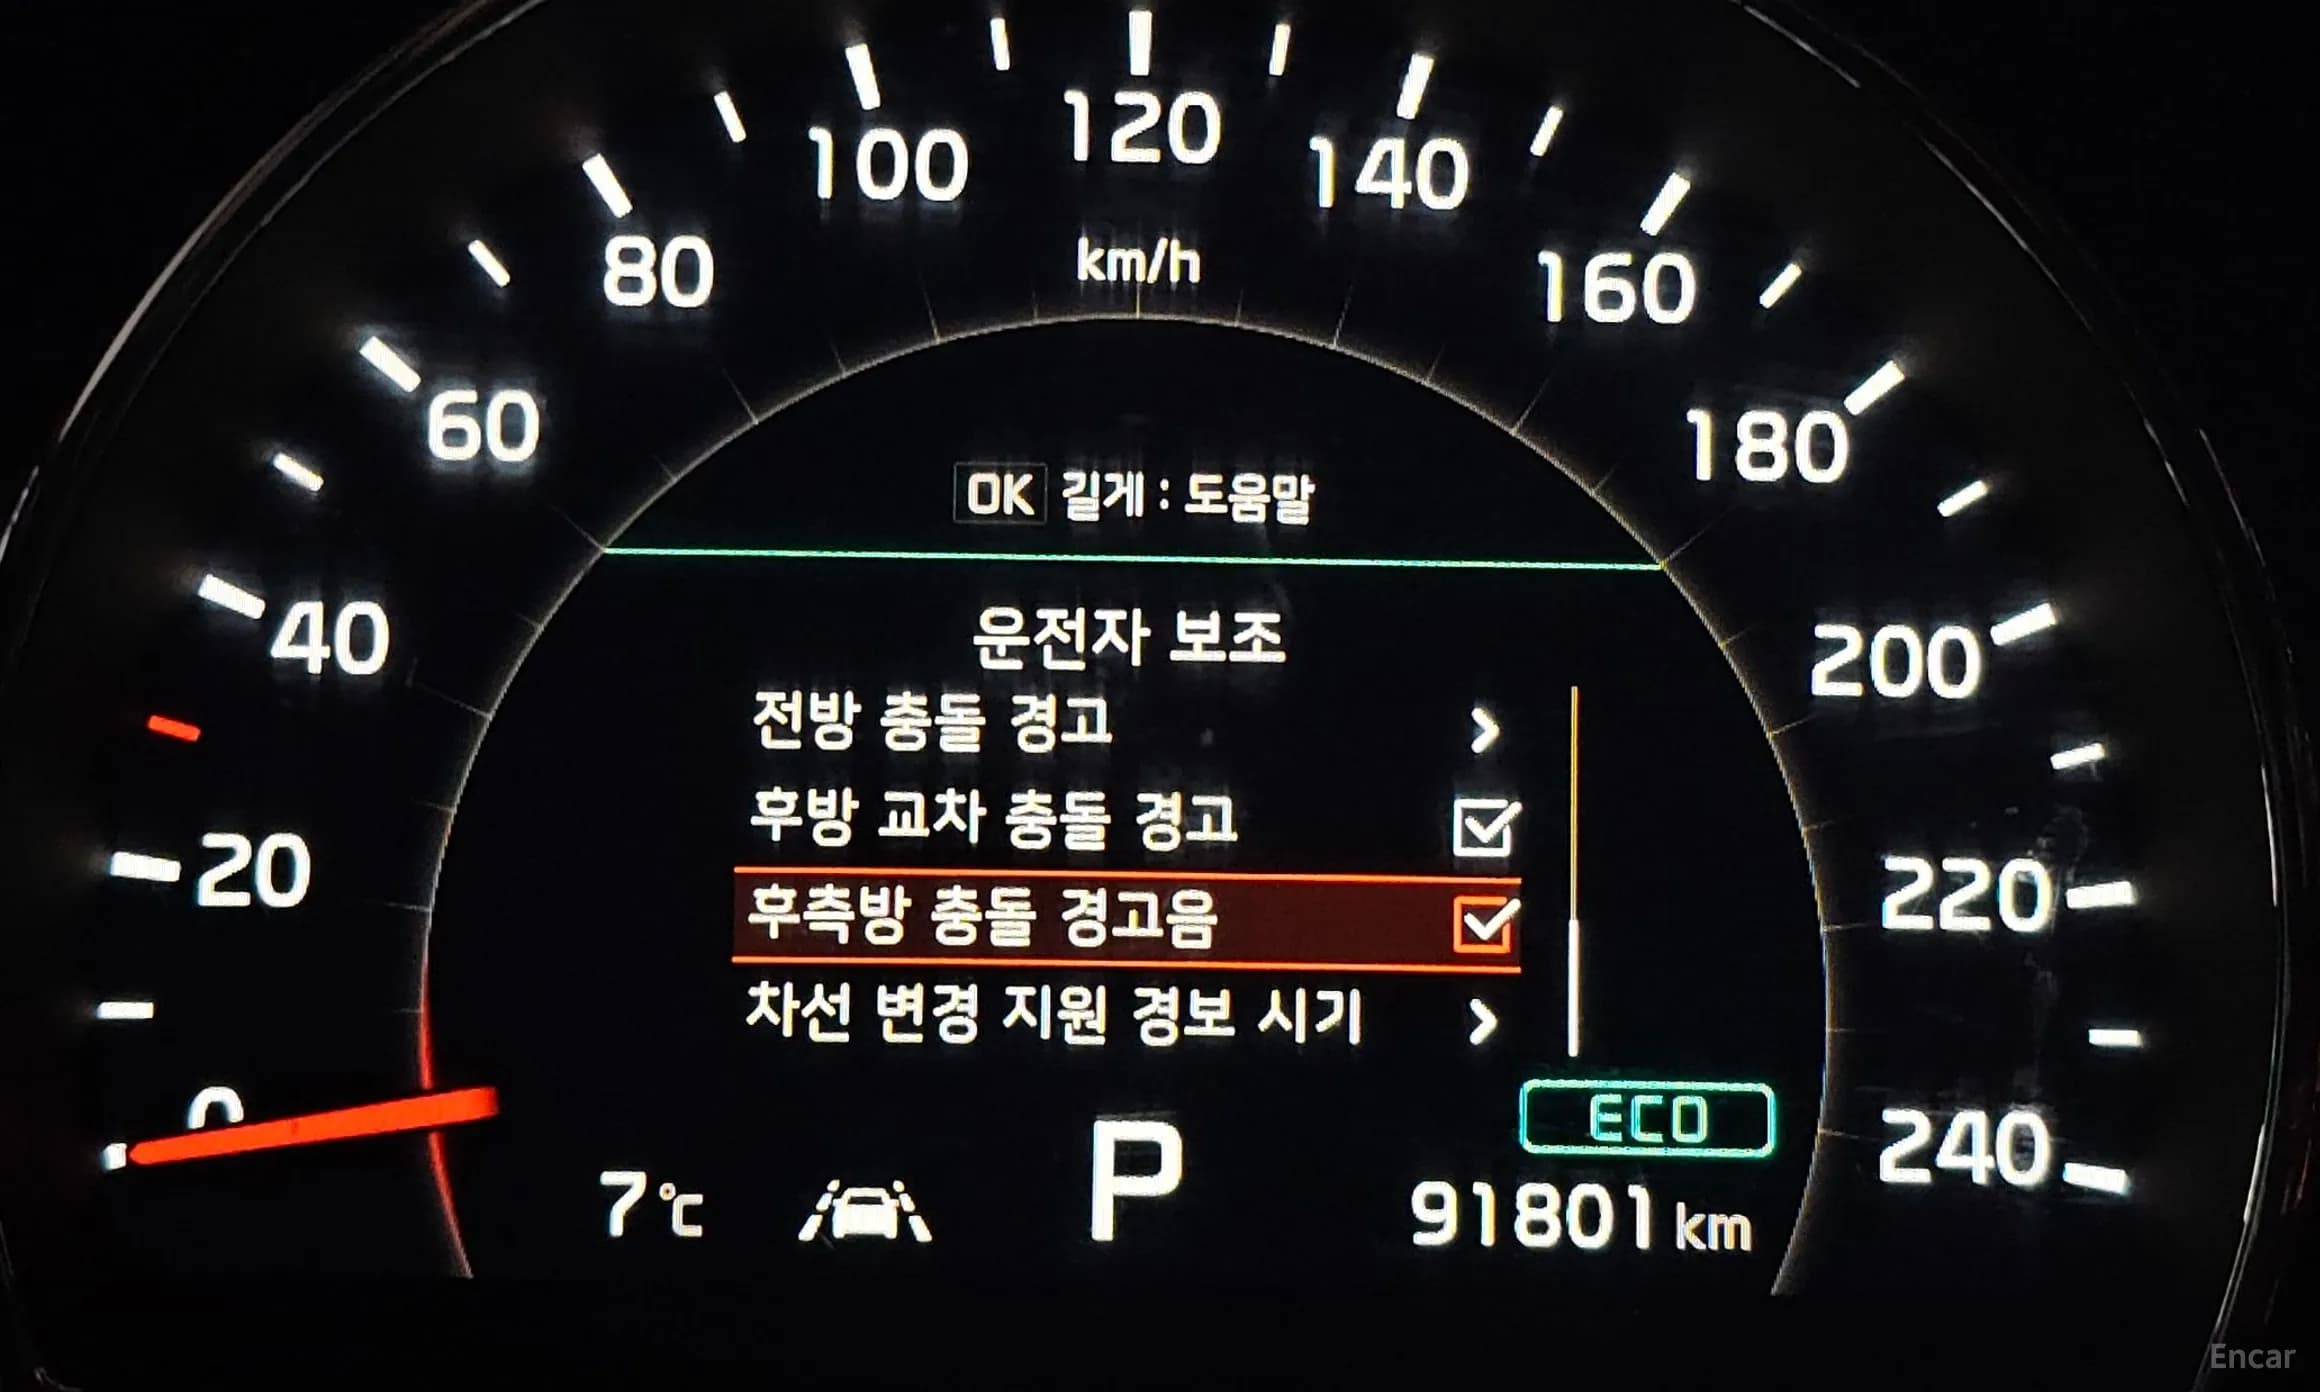 120
100
140
80
km/h
160
60
180
OK 길게 : 도움말
40
운전자 보조
200
전방 충돌 경고
후방 교차 충돌 경고
20
220
후측방 충돌 경고음
차선 변경 지원 경보 시기
0
ECO
240
7℃
P
91801 km
Encar